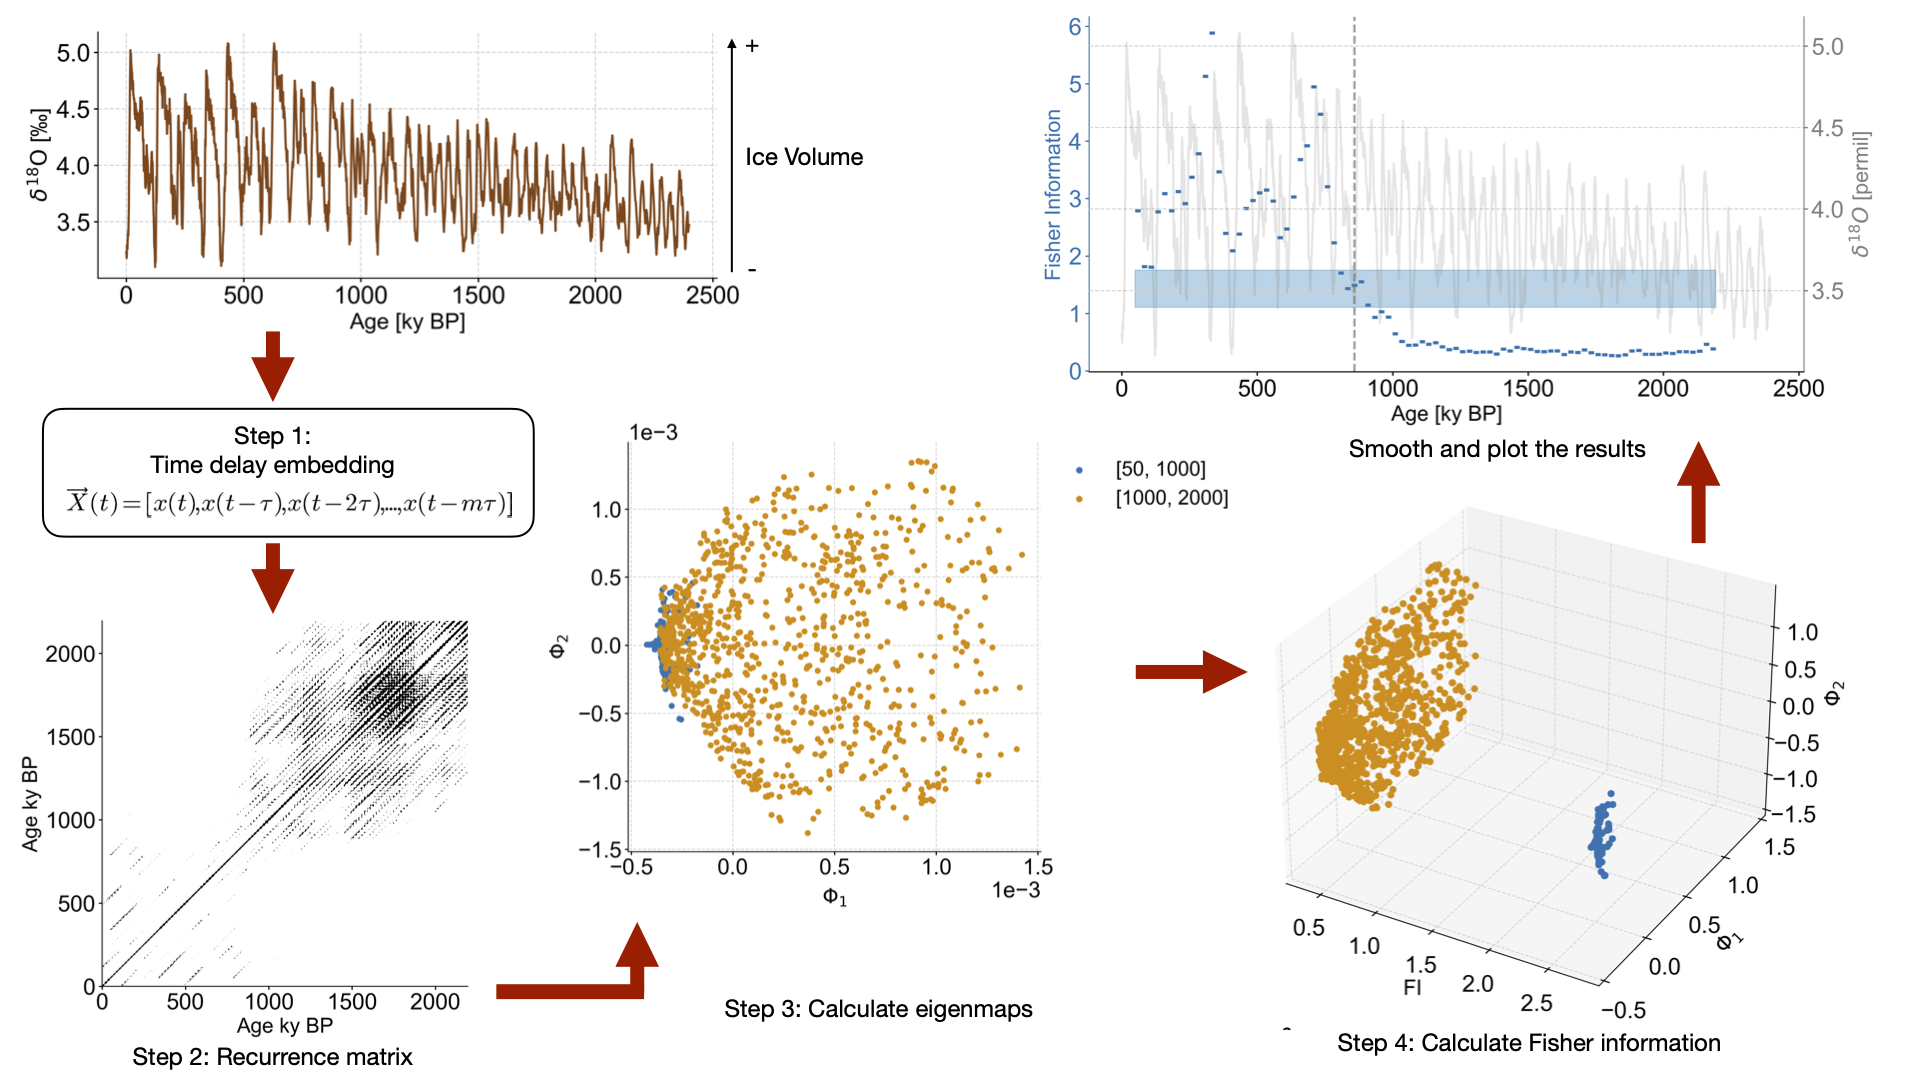 5.0
4.5
4.0
3.5
δ¹⁸O [‰]
0 500 1000 1500 2000 2500
Age [ky BP]
+
Ice Volume
-
Step 1:
Time delay embedding
X⃗(t)=[x(t),x(t−τ),x(t−2τ),...,x(t−mτ)]
2000
1500
1000
500
0
Age ky BP
0 500 1000 1500 2000
Age ky BP
Step 2: Recurrence matrix
1e−3
1.0
0.5
0.0
−0.5
−1.0
−1.5
Φ₂
−0.5 0.0 0.5 1.0 1.5
Φ₁
1e−3
Step 3: Calculate eigenmaps
[50, 1000]
[1000, 2000]
1.0
0.5
0.0
−0.5
−1.0
−1.5
Φ₂
1.5
1.0
0.5
0.0
−0.5
Φ₁
0.5
1.0
1.5
2.0
2.5
FI
Step 4: Calculate Fisher information
6
5
4
3
2
1
0
Fisher Information
5.0
4.5
4.0
3.5
δ¹⁸O [permil]
0 500 1000 1500 2000 2500
Age [ky BP]
Smooth and plot the results